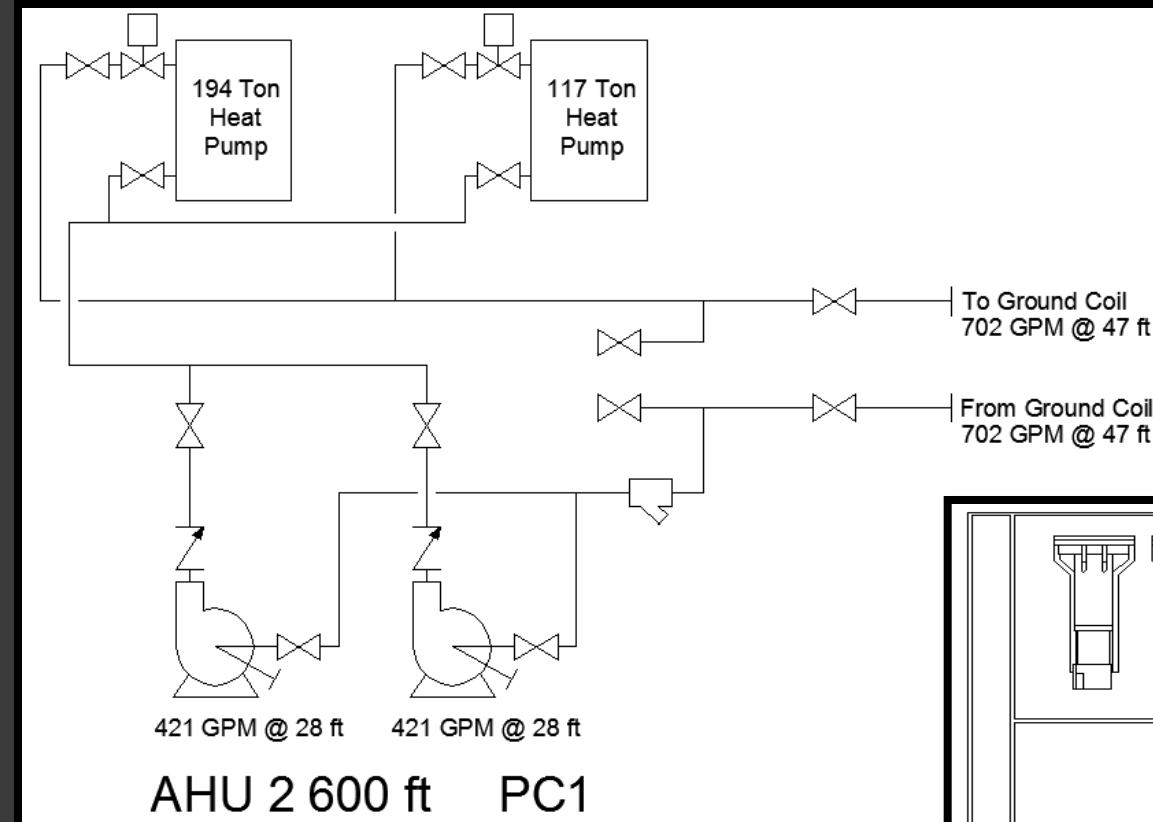 194 Ton
Heat
Pump
117 Ton
Heat
Pump
To Ground Coil
702 GPM @ 47 ft
From Ground Coil
702 GPM @ 47 ft
421 GPM @ 28 ft
421 GPM @ 28 ft
AHU 2 600 ft PC1